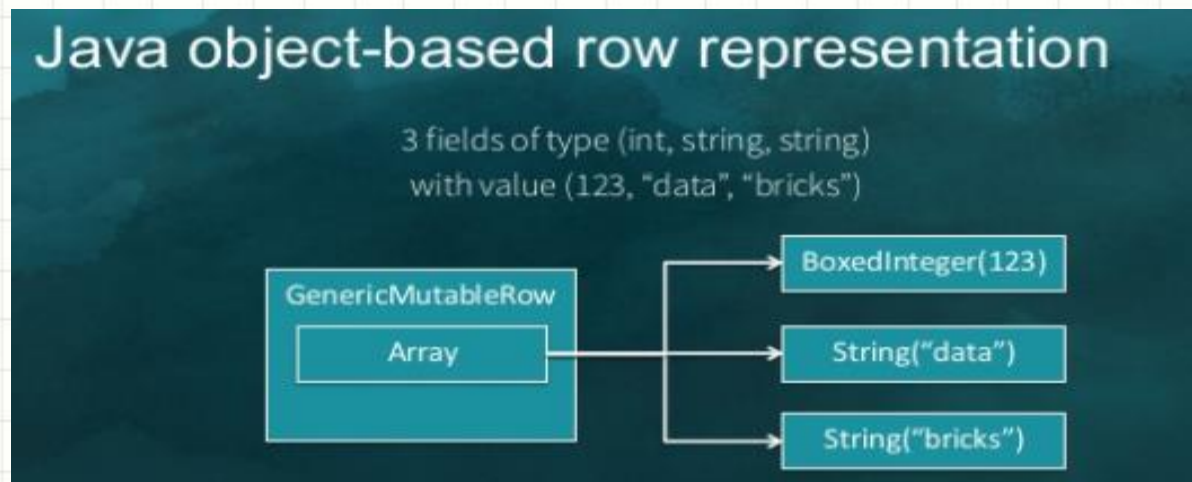 Java object-based row representation
3 fields of type (int, string, string)
with value (123, “data”, “bricks”)
BoxedInteger(123)
GenericMutableRow
Array
String(“data”)
String(“bricks”)